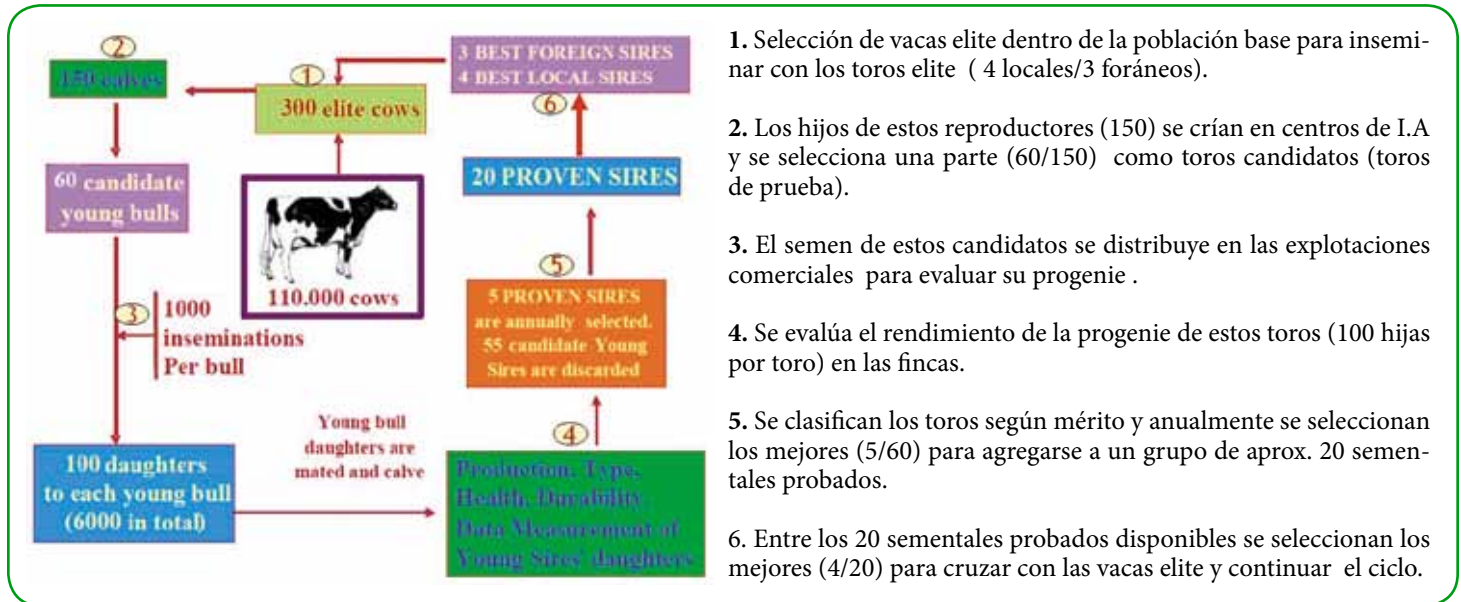 2
150 calves
1
300 elite cows
3 BEST FOREIGN SIRES
4 BEST LOCAL SIRES
6
60 candidate
young bulls
20 PROVEN SIRES
110.000 cows
3
1000
inseminations
Per bull
5
5 PROVEN SIRES
are annually selected.
55 candidate Young
Sires are discarded
Young bull
daughters are
mated and calve
4
100 daughters
to each young bull
(6000 in total)
Production, Type,
Health, Durability
Data Measurement of
Young Sires' daughters
1. Selección de vacas elite dentro de la población base para insemi-
nar con los toros elite ( 4 locales/3 foráneos).
2. Los hijos de estos reproductores (150) se crían en centros de I.A
y se selecciona una parte (60/150) como toros candidatos (toros
de prueba).
3. El semen de estos candidatos se distribuye en las explotaciones
comerciales para evaluar su progenie .
4. Se evalúa el rendimiento de la progenie de estos toros (100 hijas
por toro) en las fincas.
5. Se clasifican los toros según mérito y anualmente se seleccionan
los mejores (5/60) para agregarse a un grupo de aprox. 20 semen-
tales probados.
6. Entre los 20 sementales probados disponibles se seleccionan los
mejores (4/20) para cruzar con las vacas elite y continuar el ciclo.